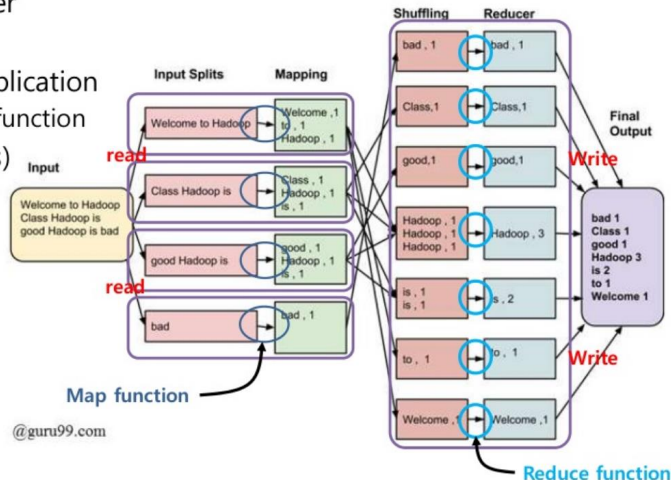 er
plication
function
s)
Input
Input Splits
Mapping
Shuffling
Reducer
Final
Output
read
read
Welcome to Hadoop
Class Hadoop is
good Hadoop is bad
Welcome to Hadoop
Welcome ,1
to , 1
Hadoop , 1
Class Hadoop is
Class , 1
Hadoop , 1
is , 1
good Hadoop is
good , 1
Hadoop , 1
is , 1
bad
bad , 1
bad , 1
bad , 1
Class,1
Class,1
good,1
good,1
Hadoop , 1
Hadoop , 1
Hadoop , 1
Hadoop , 3
is , 1
is , 1
is , 2
to , 1
to , 1
Welcome ,1
Welcome ,1
Write
Write
bad 1
Class 1
good 1
Hadoop 3
is 2
to 1
Welcome 1
Map function
@guru99.com
Reduce function